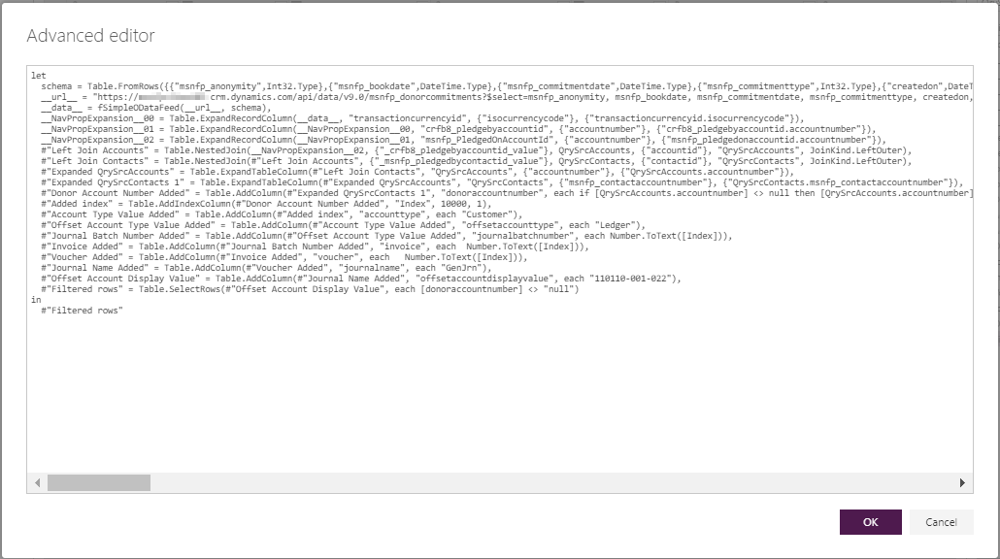 Advanced editor
let
schema = Table.FromRows({{"msnfp_anonymity",Int32.Type},{"msnfp_bookdate",DateTime.Type},{"msnfp_commitmentdate",DateTime.Type},{"msnfp_commitmenttype",Int32.Type},{"createdon",DateT
__url__ = "https:// crm.dynamics.com/api/data/v9.0/msnfp_donorcommitments?$select=msnfp_anonymity, msnfp_bookdate, msnfp_commitmentdate, msnfp_commitmenttype, createdon,
__data__ = fSimpleODataFeed(__url__, schema),
__NavPropExpansion__00 = Table.ExpandRecordColumn(__data__, "transactioncurrencyid", {"isocurrencycode"}, {"transactioncurrencyid.isocurrencycode"}),
__NavPropExpansion__01 = Table.ExpandRecordColumn(__NavPropExpansion__00, "crfb8_pledgebyaccountid", {"accountnumber"}, {"crfb8_pledgebyaccountid.accountnumber"}),
__NavPropExpansion__02 = Table.ExpandRecordColumn(__NavPropExpansion__01, "msnfp_PledgedOnAccountId", {"accountnumber"}, {"msnfp_pledgedonaccountid.accountnumber"}),
#"Left Join Accounts" = Table.NestedJoin(__NavPropExpansion__02, {"_crfb8_pledgebyaccountid_value"}, QrySrcAccounts, {"accountid"}, "QrySrcAccounts", JoinKind.LeftOuter),
#"Left Join Contacts" = Table.NestedJoin(#"Left Join Accounts", {"_msnfp_pledgedbycontactid_value"}, QrySrcContacts, {"contactid"}, "QrySrcContacts", JoinKind.LeftOuter),
#"Expanded QrySrcAccounts" = Table.ExpandTableColumn(#"Left Join Contacts", "QrySrcAccounts", {"accountnumber"}, {"QrySrcAccounts.accountnumber"}),
#"Expanded QrySrcContacts 1" = Table.ExpandTableColumn(#"Expanded QrySrcAccounts", "QrySrcContacts", {"msnfp_contactaccountnumber"}, {"QrySrcContacts.msnfp_contactaccountnumber"}),
#"Donor Account Number Added" = Table.AddColumn(#"Expanded QrySrcContacts 1", "donoraccountnumber", each if [QrySrcAccounts.accountnumber] <> null then [QrySrcAccounts.accountnumber]
#"Added index" = Table.AddIndexColumn(#"Donor Account Number Added", "Index", 10000, 1),
#"Account Type Value Added" = Table.AddColumn(#"Added index", "accounttype", each "Customer"),
#"Offset Account Type Value Added" = Table.AddColumn(#"Account Type Value Added", "offsetaccounttype", each "Ledger"),
#"Journal Batch Number Added" = Table.AddColumn(#"Offset Account Type Value Added", "journalbatchnumber", each Number.ToText([Index])),
#"Invoice Added" = Table.AddColumn(#"Journal Batch Number Added", "invoice", each  Number.ToText([Index])),
#"Voucher Added" = Table.AddColumn(#"Invoice Added", "voucher", each   Number.ToText([Index])),
#"Journal Name Added" = Table.AddColumn(#"Voucher Added", "journalname", each "GenJrn"),
#"Offset Account Display Value" = Table.AddColumn(#"Journal Name Added", "offsetaccountdisplayvalue", each "110110-001-022"),
#"Filtered rows" = Table.SelectRows(#"Offset Account Display Value", each [donoraccountnumber] <> "null")
in
#"Filtered rows"
OK
Cancel